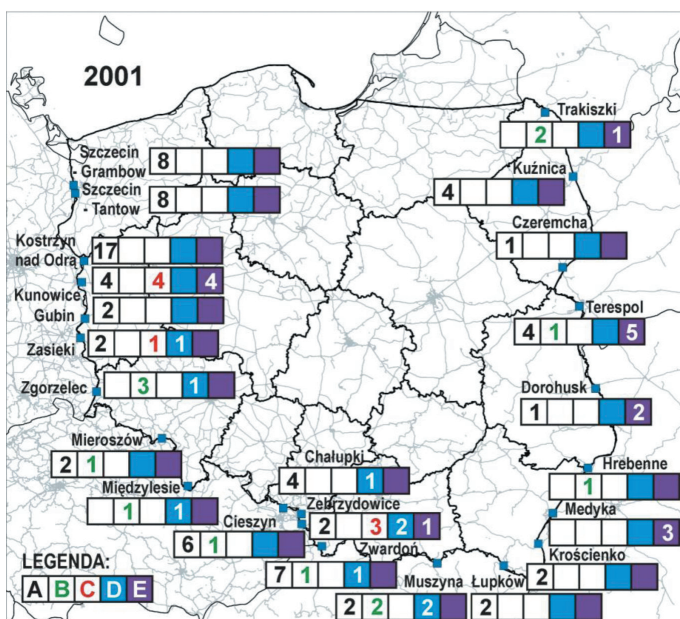 2001
Trakiszki
2 1
Szczecin
- Grambow
8
Kuźnica
4
Szczecin
- Tantow
8
Czeremcha
1
Kostrzyn
nad Odrą
17
4 4 4
Kunowice
Gubin
2
Terespol
4 1 5
Zasieki
2 1 1
Zgorzelec
3 1
Dorohusk
1 2
Mieroszów
2 1
Chałupki
4 1
Hrebenne
1
Międzylesie
1 1
Zebrzydowice
2 3 2 1
Medyka
3
Cieszyn
6 1
Zwardoń
7 1 1
Krościenko
2
Muszyna
2 2 2
Łupków
2
LEGENDA:
A B C D E